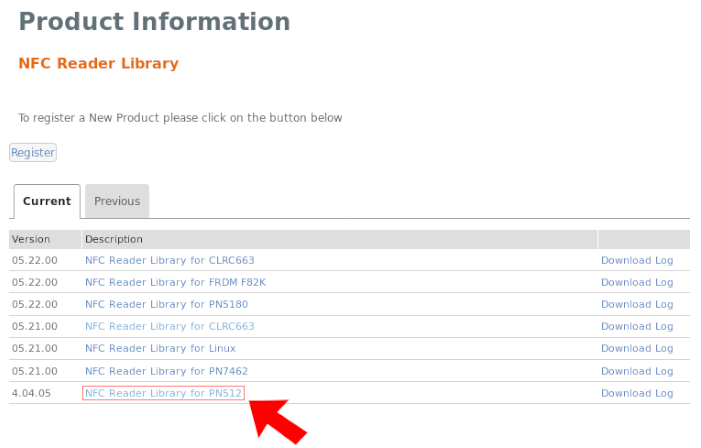 Product Information
NFC Reader Library
To register a New Product please click on the button below
Register
Current Previous
Version Description
05.22.00 NFC Reader Library for CLRC663 Download Log
05.22.00 NFC Reader Library for FRDM F82K Download Log
05.22.00 NFC Reader Library for PN5180 Download Log
05.21.00 NFC Reader Library for CLRC663 Download Log
05.21.00 NFC Reader Library for Linux Download Log
05.21.00 NFC Reader Library for PN7462 Download Log
4.04.05 NFC Reader Library for PN512 Download Log